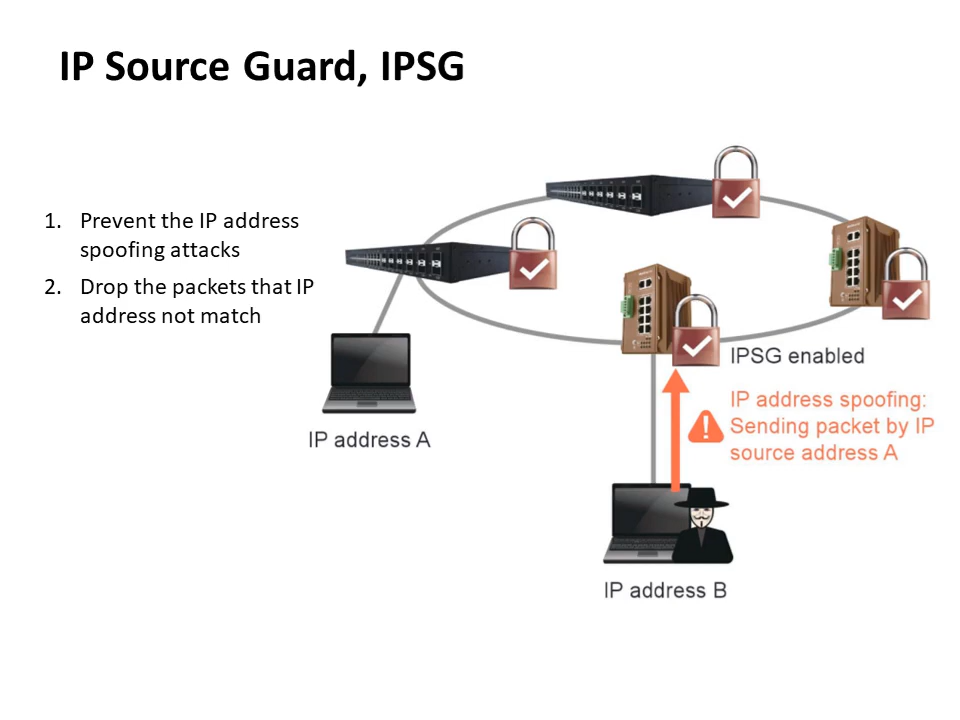 IP Source Guard, IPSG
1. Prevent the IP address
spoofing attacks
2. Drop the packets that IP
address not match
IPSG enabled
IP address spoofing:
Sending packet by IP
source address A
IP address A
IP address B